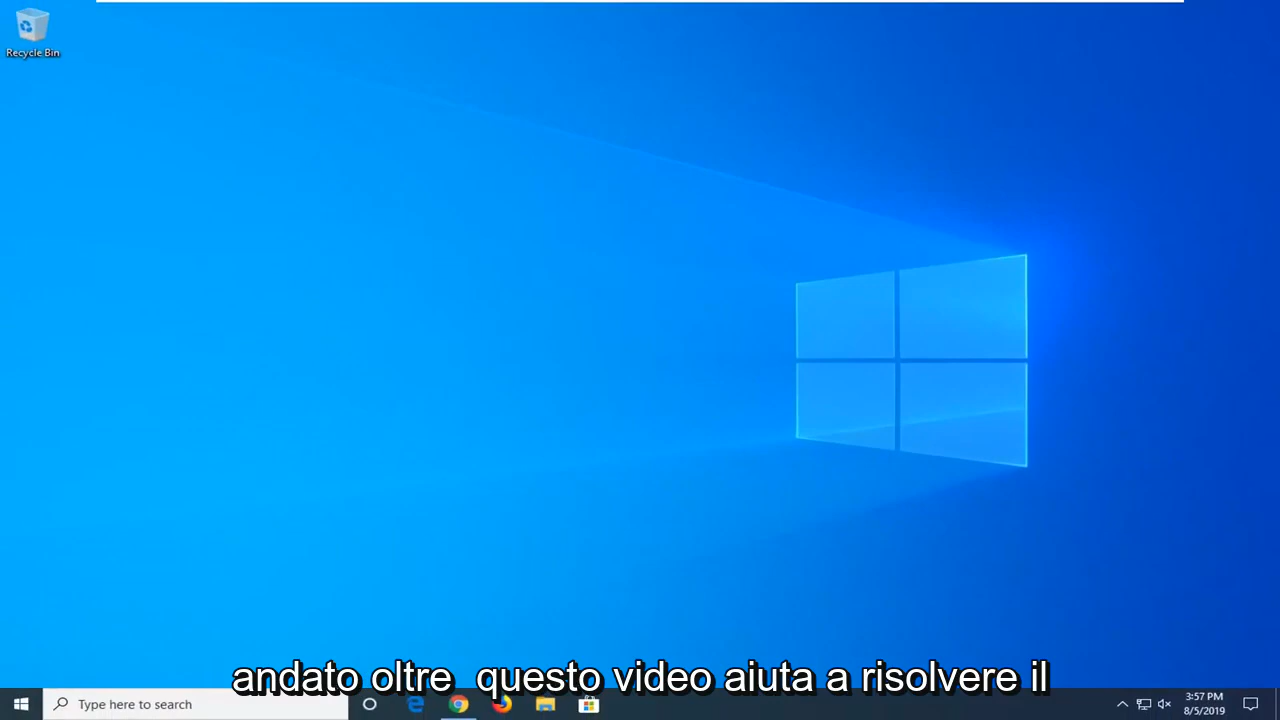 Recycle Bin
andato oltre  questo video aiuta a risolvere il
Type here to search
3:57 PM
8/5/2019